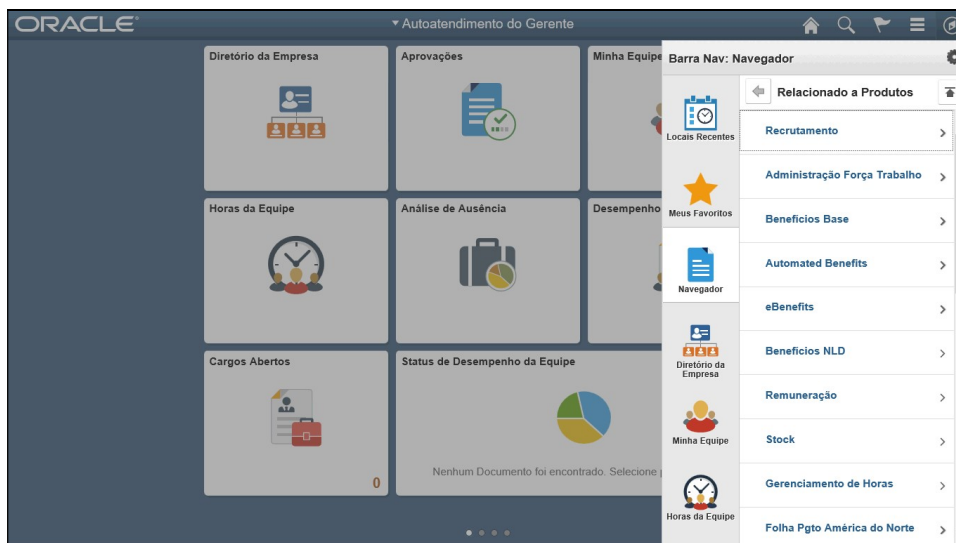 ORACLE
Autoatendimento do Gerente
Diretório da Empresa
Aprovações
Minha Equipe
Horas da Equipe
Análise de Ausência
Desempenho
Cargos Abertos
0
Status de Desempenho da Equipe
Nenhum Documento foi encontrado. Selecione
Barra Nav: Navegador
Locais Recentes
Meus Favoritos
Navegador
Diretório da
Empresa
Minha Equipe
Horas da Equipe
Relacionado a Produtos
Recrutamento
Administração Força Trabalho
Benefícios Base
Automated Benefits
eBenefits
Benefícios NLD
Remuneração
Stock
Gerenciamento de Horas
Folha Pgto América do Norte